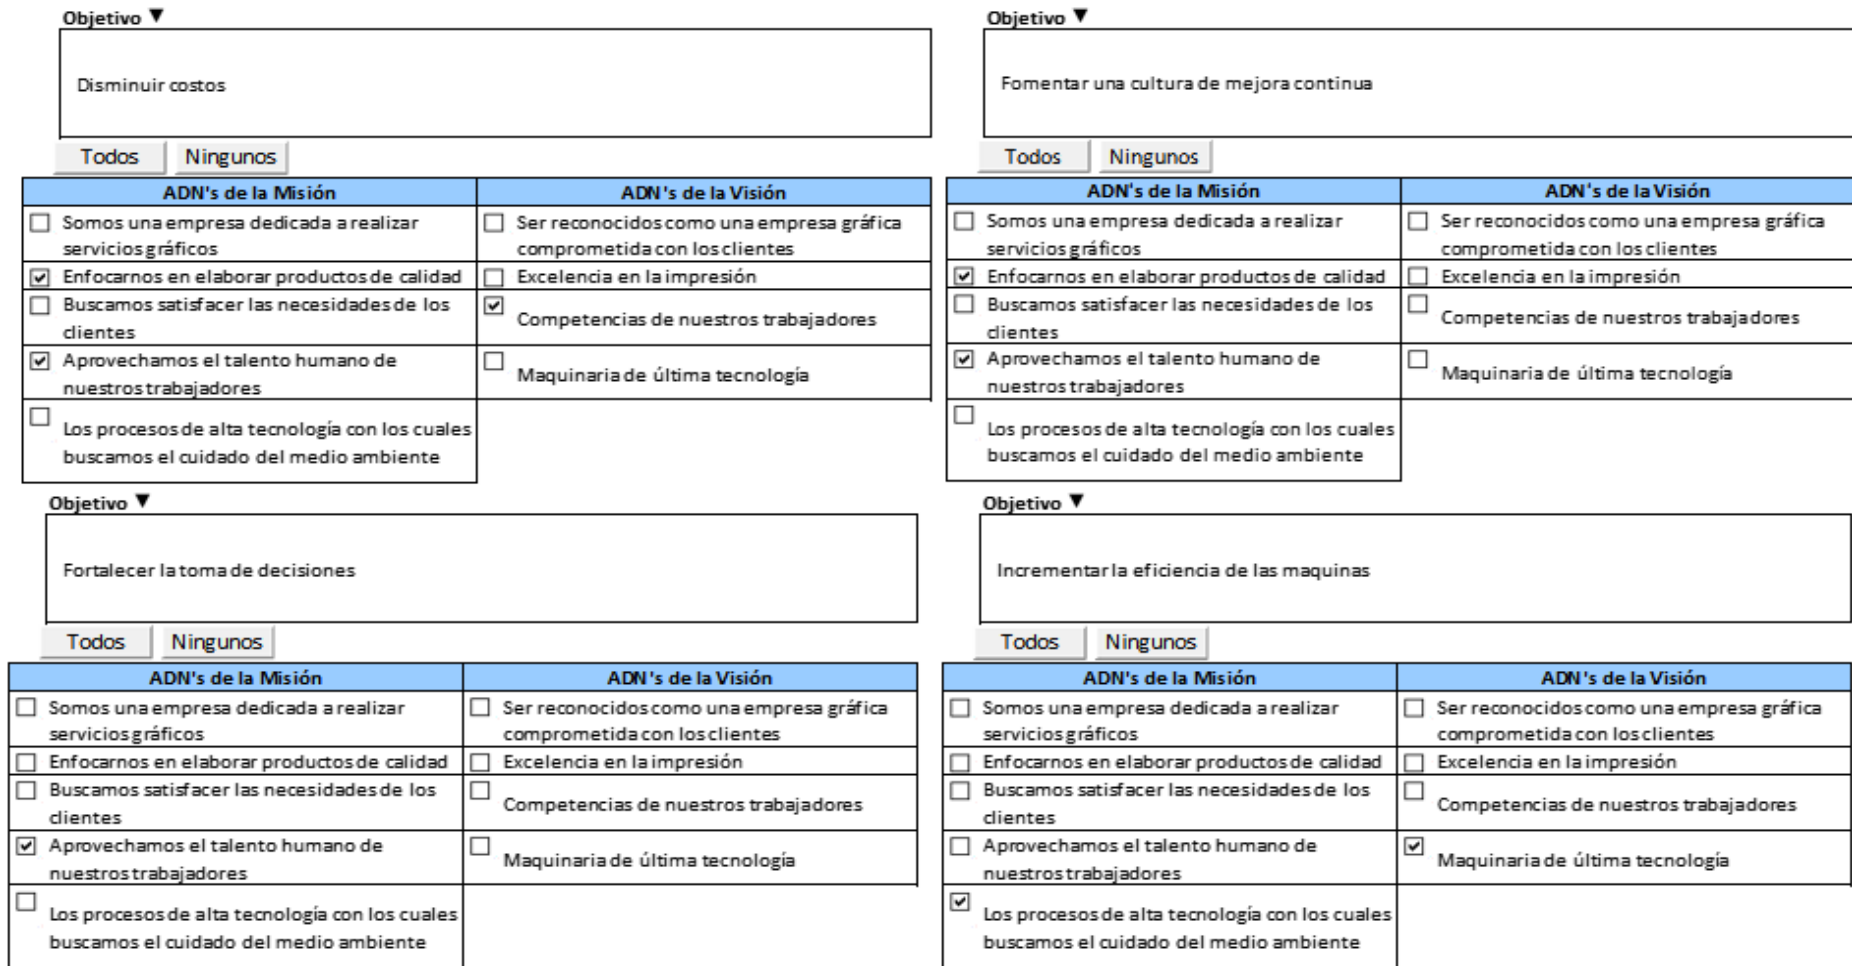 Objetivo ▼
Disminuir costos
Todos Ningunos
ADN's de la Misión ADN's de la Visión
☐ Somos una empresa dedicada a realizar ☐ Ser reconocidos como una empresa gráfica
servicios gráficos comprometida con los clientes
☑ Enfocarnos en elaborar productos de calidad ☐ Excelencia en la impresión
☐ Buscamos satisfacer las necesidades de los ☑
clientes Competencias de nuestros trabajadores
☑ Aprovechamos el talento humano de ☐
nuestros trabajadores Maquinaria de última tecnología
☐ Los procesos de alta tecnología con los cuales
buscamos el cuidado del medio ambiente
Objetivo ▼
Fomentar una cultura de mejora continua
Todos Ningunos
ADN's de la Misión ADN's de la Visión
☐ Somos una empresa dedicada a realizar ☐ Ser reconocidos como una empresa gráfica
servicios gráficos comprometida con los clientes
☑ Enfocarnos en elaborar productos de calidad ☐ Excelencia en la impresión
☐ Buscamos satisfacer las necesidades de los ☐
clientes Competencias de nuestros trabajadores
☑ Aprovechamos el talento humano de ☐
nuestros trabajadores Maquinaria de última tecnología
☐ Los procesos de alta tecnología con los cuales
buscamos el cuidado del medio ambiente
Objetivo ▼
Fortalecer la toma de decisiones
Todos Ningunos
ADN's de la Misión ADN's de la Visión
☐ Somos una empresa dedicada a realizar ☐ Ser reconocidos como una empresa gráfica
servicios gráficos comprometida con los clientes
☐ Enfocarnos en elaborar productos de calidad ☐ Excelencia en la impresión
☐ Buscamos satisfacer las necesidades de los ☐
clientes Competencias de nuestros trabajadores
☑ Aprovechamos el talento humano de ☐
nuestros trabajadores Maquinaria de última tecnología
☐ Los procesos de alta tecnología con los cuales
buscamos el cuidado del medio ambiente
Objetivo ▼
Incrementar la eficiencia de las maquinas
Todos Ningunos
ADN's de la Misión ADN's de la Visión
☐ Somos una empresa dedicada a realizar ☐ Ser reconocidos como una empresa gráfica
servicios gráficos comprometida con los clientes
☐ Enfocarnos en elaborar productos de calidad ☐ Excelencia en la impresión
☐ Buscamos satisfacer las necesidades de los ☐
clientes Competencias de nuestros trabajadores
☐ Aprovechamos el talento humano de ☑
nuestros trabajadores Maquinaria de última tecnología
☑ Los procesos de alta tecnología con los cuales
buscamos el cuidado del medio ambiente